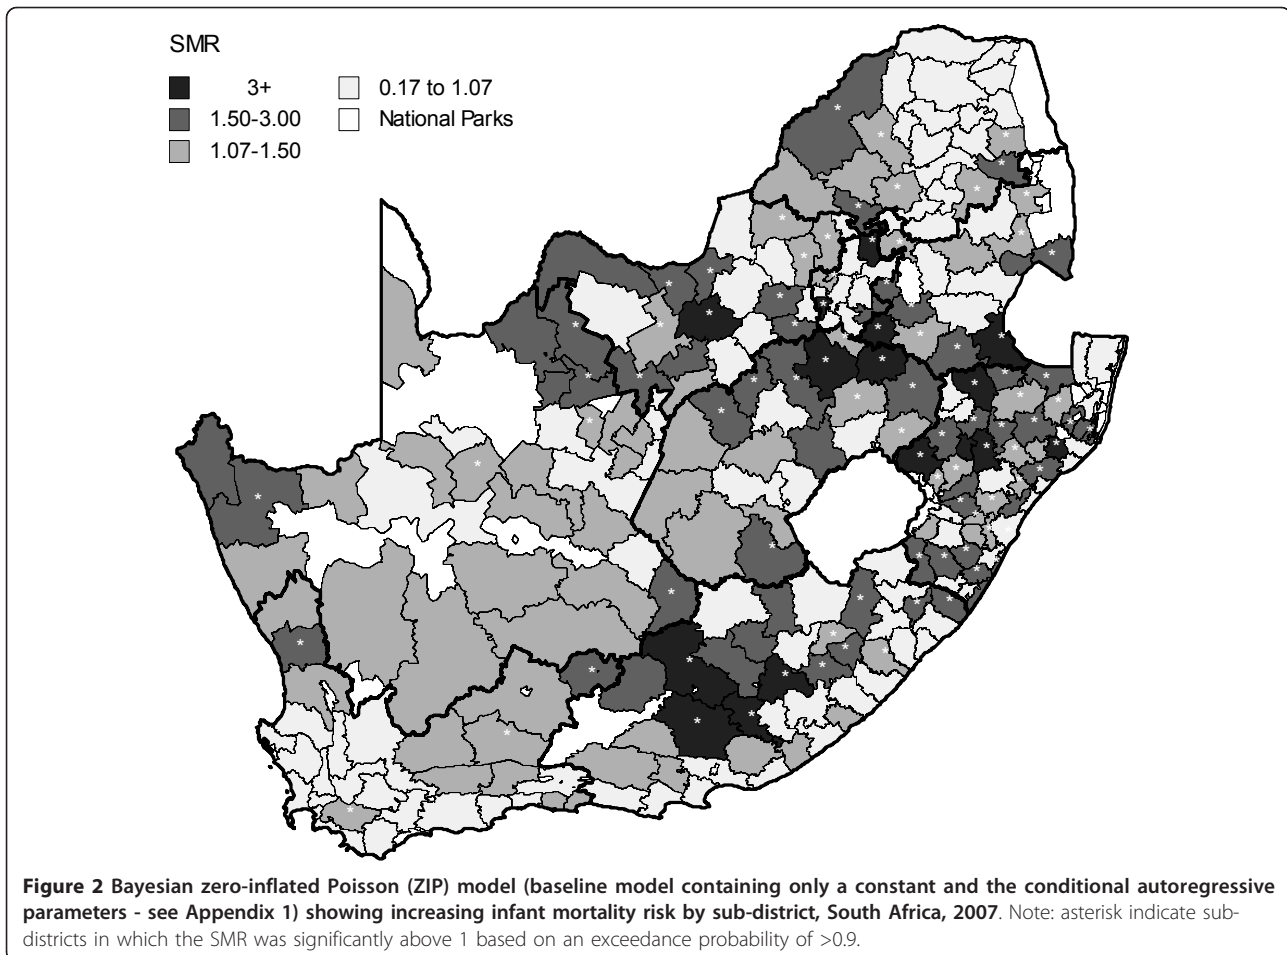 SMR
3+
1.50-3.00
1.07-1.50
0.17 to 1.07
National Parks
Figure 2 Bayesian zero-inflated Poisson (ZIP) model (baseline model containing only a constant and the conditional autoregressive
parameters - see Appendix 1) showing increasing infant mortality risk by sub-district, South Africa, 2007. Note: asterisk indicate sub-
districts in which the SMR was significantly above 1 based on an exceedance probability of >0.9.